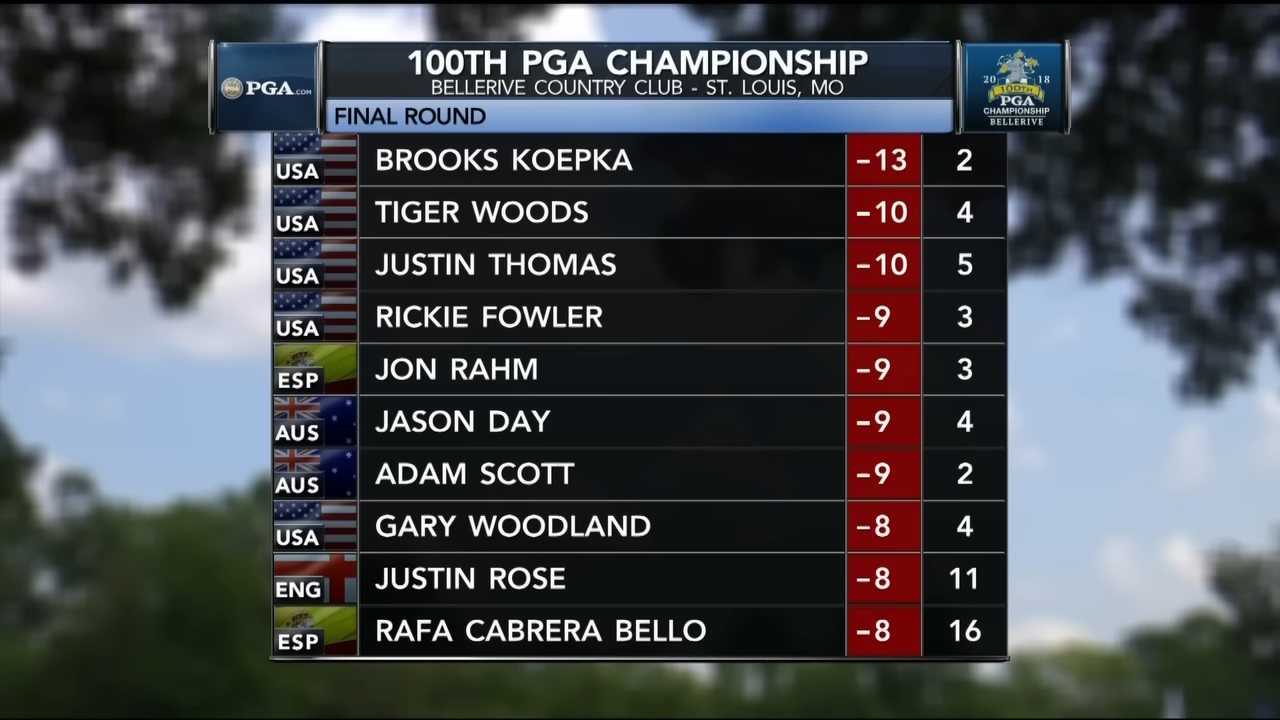 PGA.COM
100TH PGA CHAMPIONSHIP
BELLERIVE COUNTRY CLUB - ST. LOUIS, MO
2018
100TH
PGA
CHAMPIONSHIP
BELLERIVE
FINAL ROUND
USA BROOKS KOEPKA -13 2
USA TIGER WOODS -10 4
USA JUSTIN THOMAS -10 5
USA RICKIE FOWLER -9 3
ESP JON RAHM -9 3
AUS JASON DAY -9 4
AUS ADAM SCOTT -9 2
USA GARY WOODLAND -8 4
ENG JUSTIN ROSE -8 11
ESP RAFA CABRERA BELLO -8 16